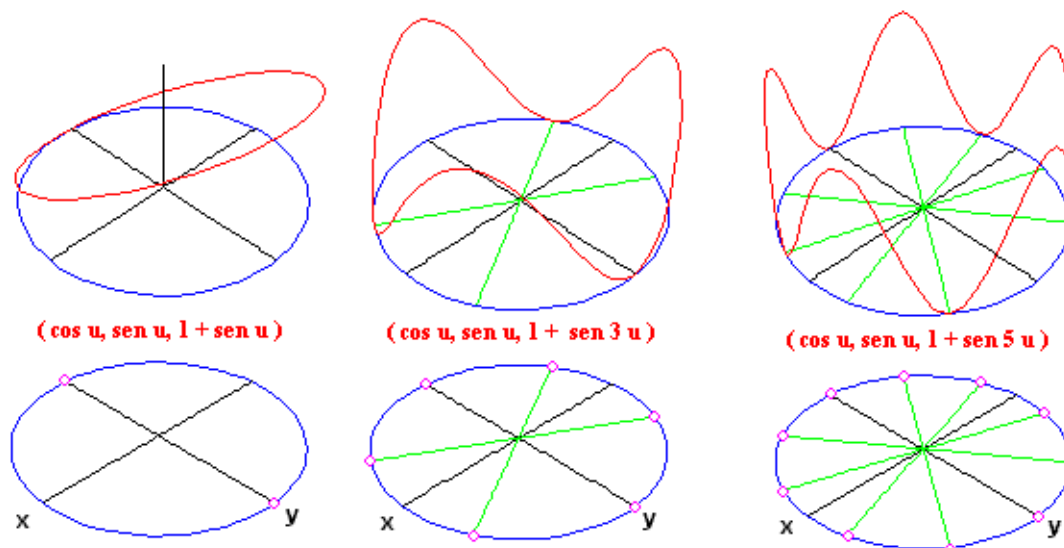 ( cos u, sen u, 1 + sen u )
( cos u, sen u, 1 + sen 3 u )
( cos u, sen u, 1 + sen 5 u )
x
y
x
y
x
y